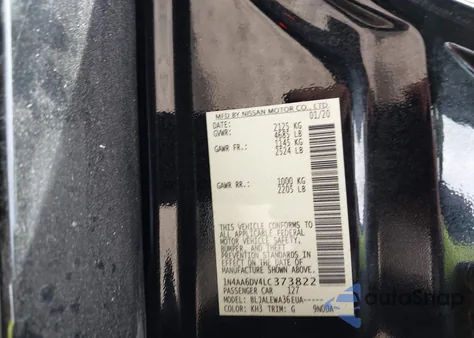 MFD BY NISSAN MOTOR CO., LTD.
DATE: 01/20
GVWR: 2125 KG
4685 LB
GAWR FR.: 1145 KG
2524 LB
GAWR RR.: 1000 KG
2205 LB
THIS VEHICLE CONFORMS TO
ALL APPLICABLE FEDERAL
MOTOR VEHICLE SAFETY,
BUMPER, AND THEFT
PREVENTION STANDARDS IN
EFFECT ON THE DATE OF
MANUFACTURE SHOWN ABOVE.
1N4AA6DV4LC373822
PASSENGER CAR 127
MODEL: BLJALEWA36EUA-----
COLOR: KH3 TRIM: G
AutoSnap